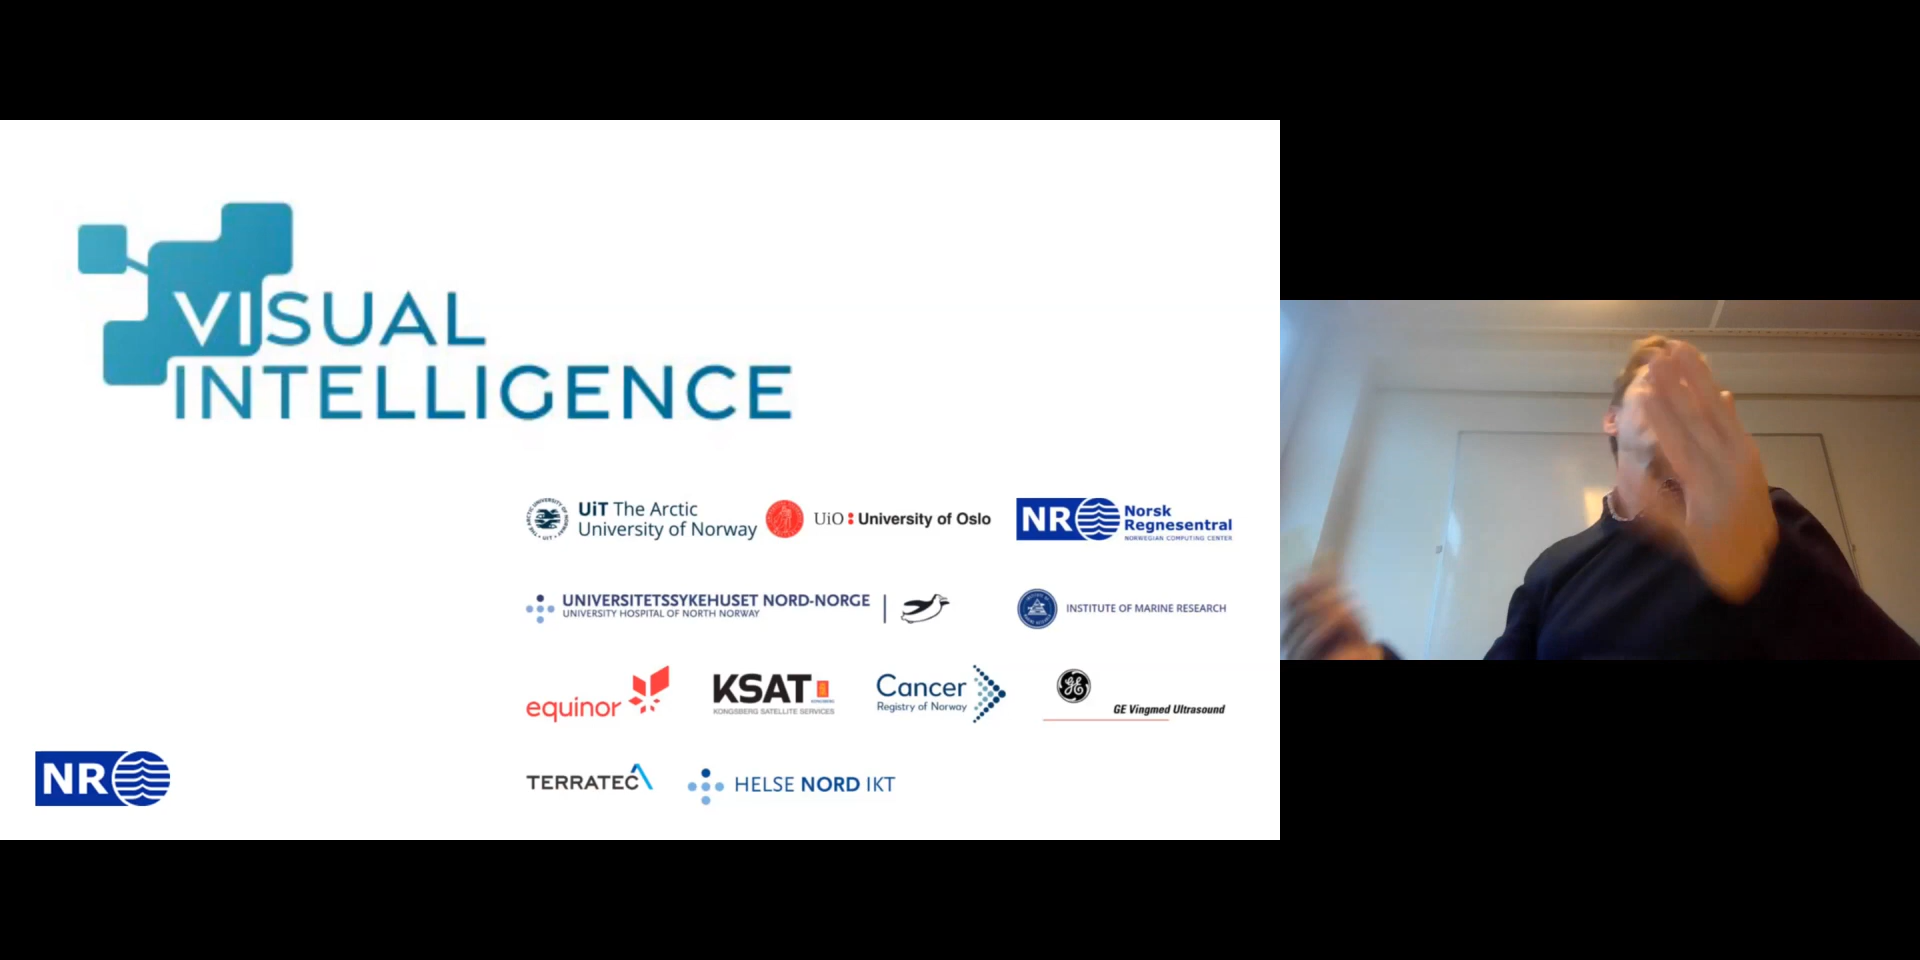 VISUAL
INTELLIGENCE
UiT The Arctic
University of Norway
UiO : University of Oslo
NR
Norsk
Regnesentral
NORWEGIAN COMPUTING CENTER
UNIVERSITETSSYKEHUSET NORD-NORGE
UNIVERSITY HOSPITAL OF NORTH NORWAY
INSTITUTE OF MARINE RESEARCH
equinor
KSAT
KONGSBERG
KONGSBERG SATELLITE SERVICES
Cancer
Registry of Norway
GE Vingmed Ultrasound
NR
TERRATEC
HELSE NORD IKT